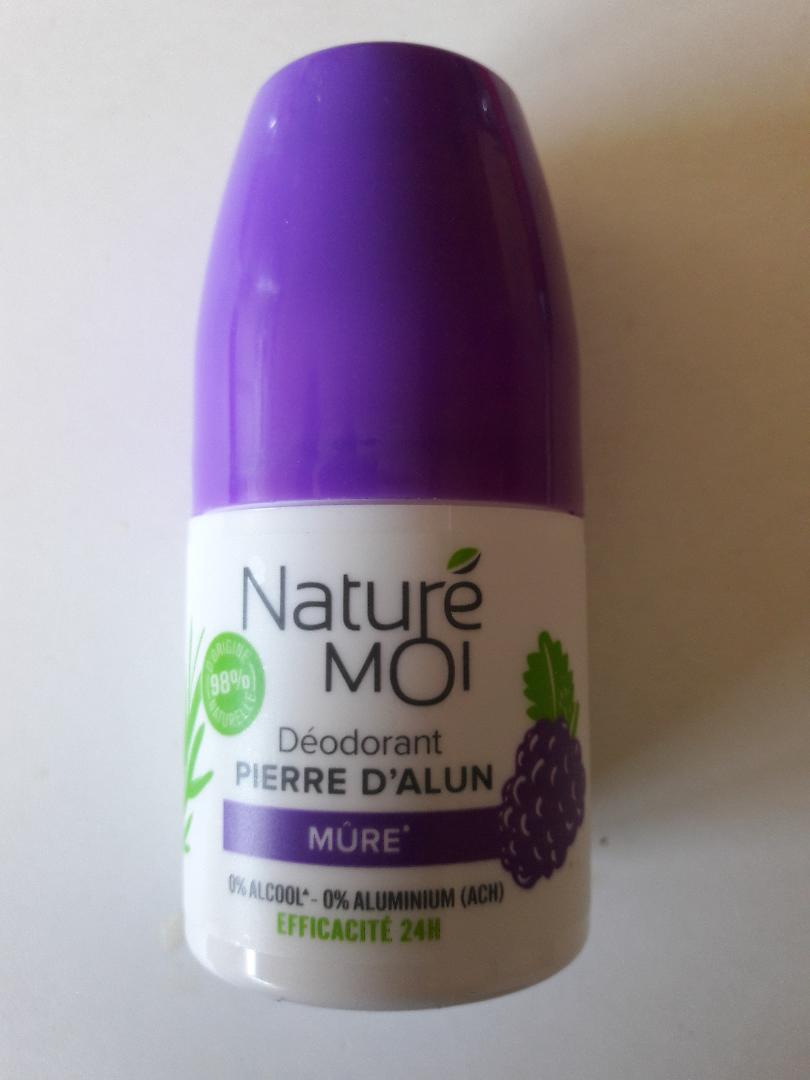 Naturé
MOI
D'ORIGINE
98%
NATURELLE
Déodorant
PIERRE D'ALUN
MÛRE*
0% ALCOOL* - 0% ALUMINIUM (ACH)
EFFICACITÉ 24H